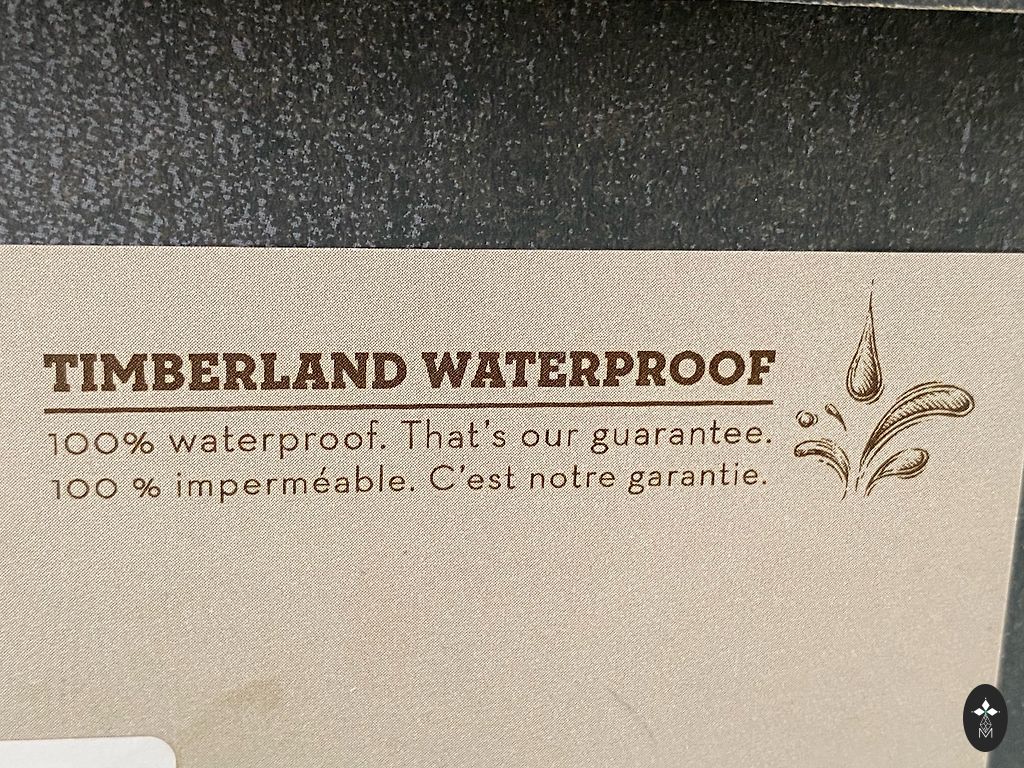 TIMBERLAND WATERPROOF
100% waterproof. That's our guarantee.
100 % imperméable. C'est notre garantie.
M